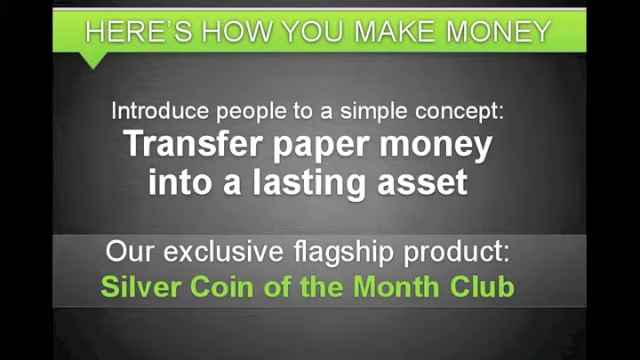 HERE'S HOW YOU MAKE MONEY
Introduce people to a simple concept:
Transfer paper money
into a lasting asset
Our exclusive flagship product:
Silver Coin of the Month Club